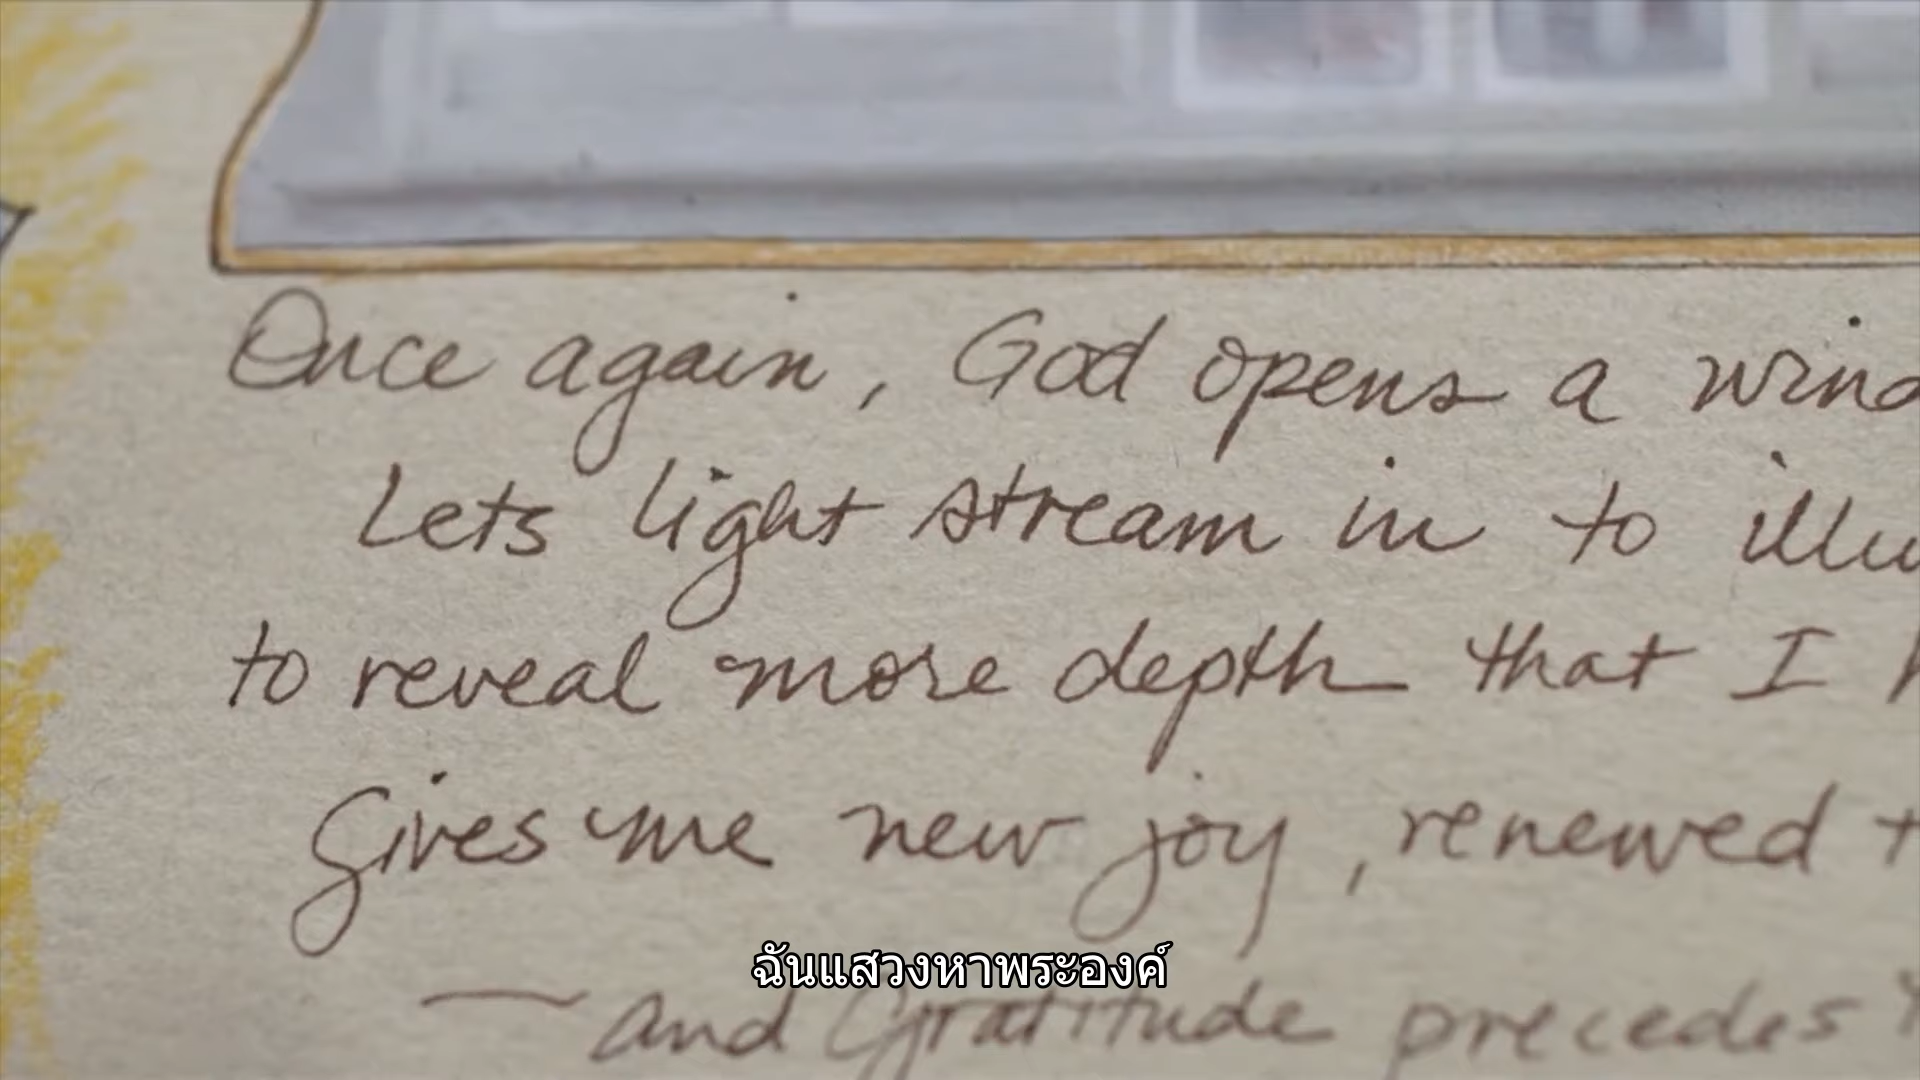 Once again, God opens a
Lets light stream in to
to reveal more depth that I
Gives me new joy, renewed
ฉันแสวงหาพระองค์
— and Gratitude precedes